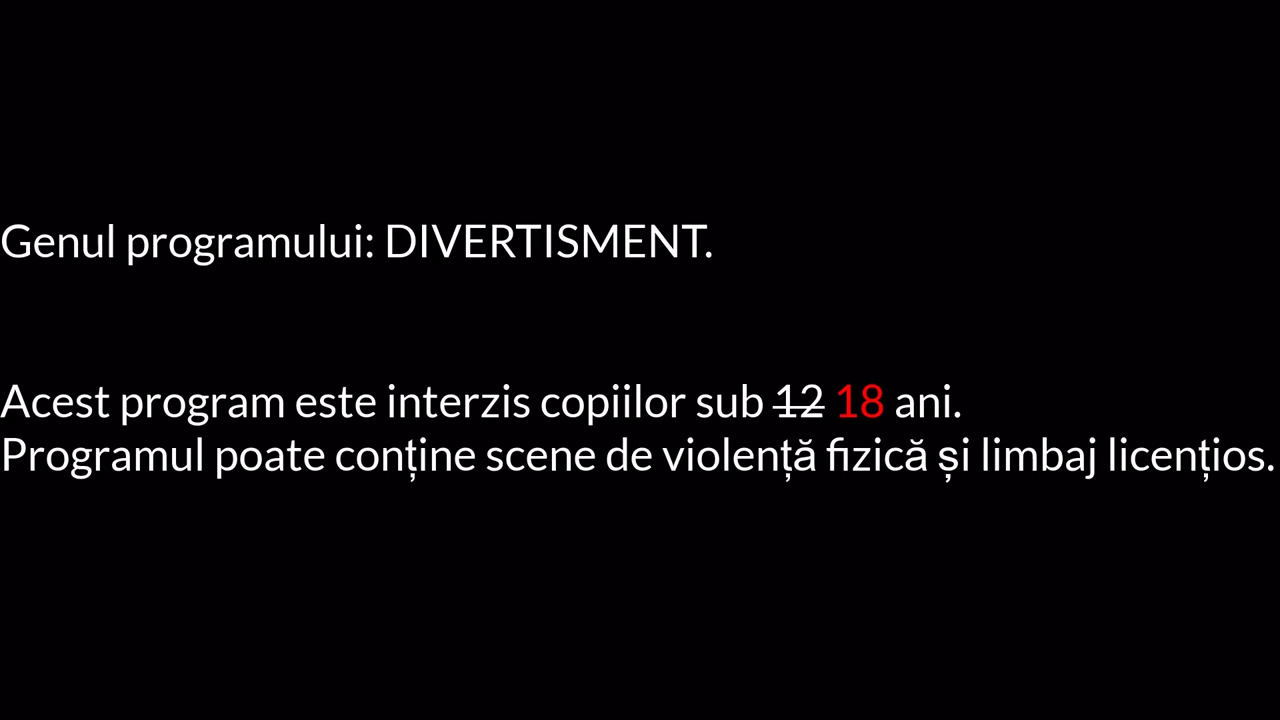 Genul programului: DIVERTISMENT.
Acest program este interzis copiilor sub 12 18 ani.
Programul poate conține scene de violență fizică și limbaj licențios.